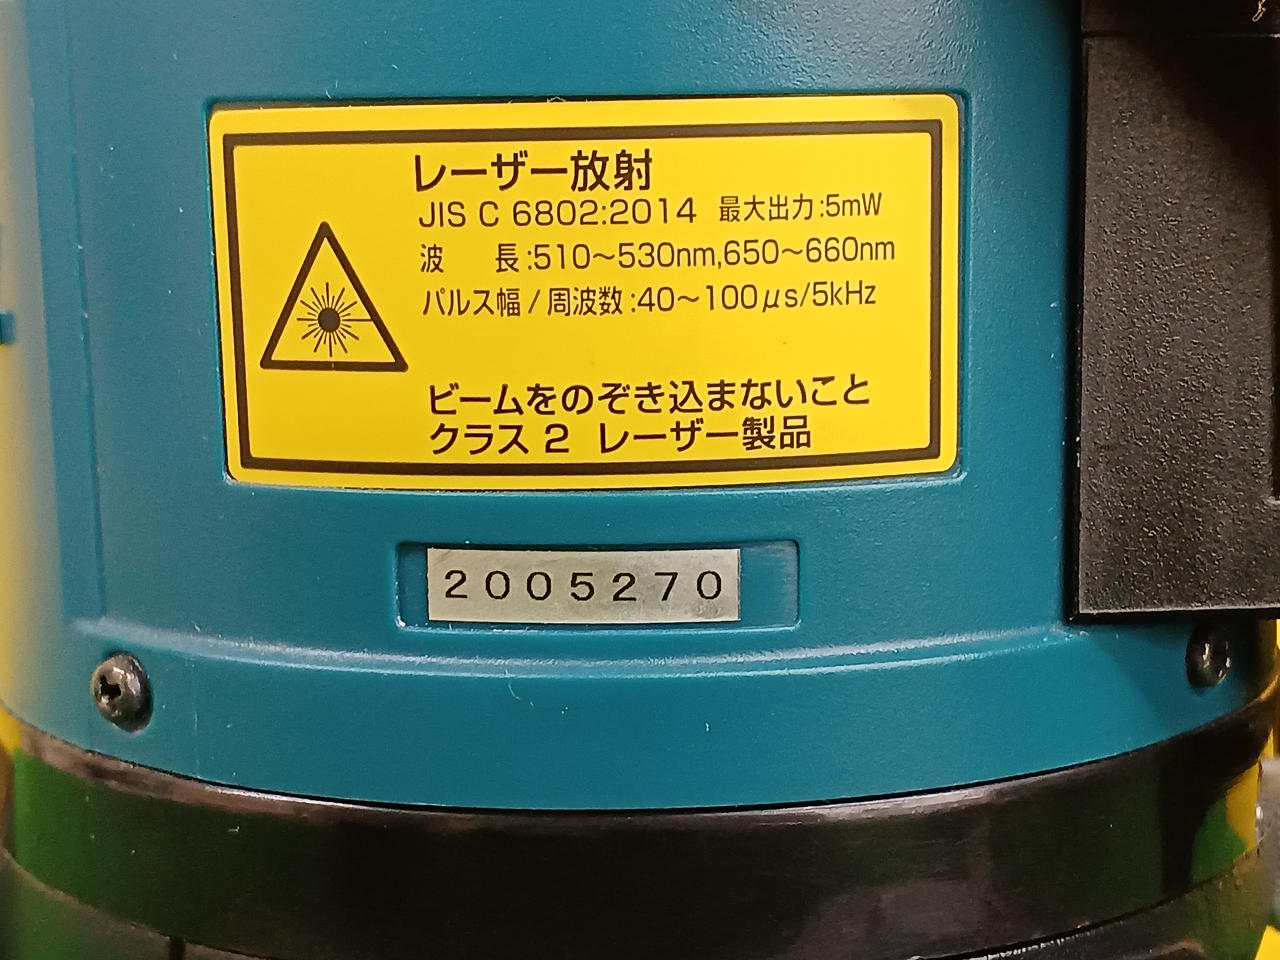 レーザー放射
JIS C 6802:2014 最大出力:5mW
波 長:510〜530nm,650〜660nm
パルス幅/周波数:40〜100μs/5kHz
ビームをのぞき込まないこと
クラス2 レーザー製品
2005270